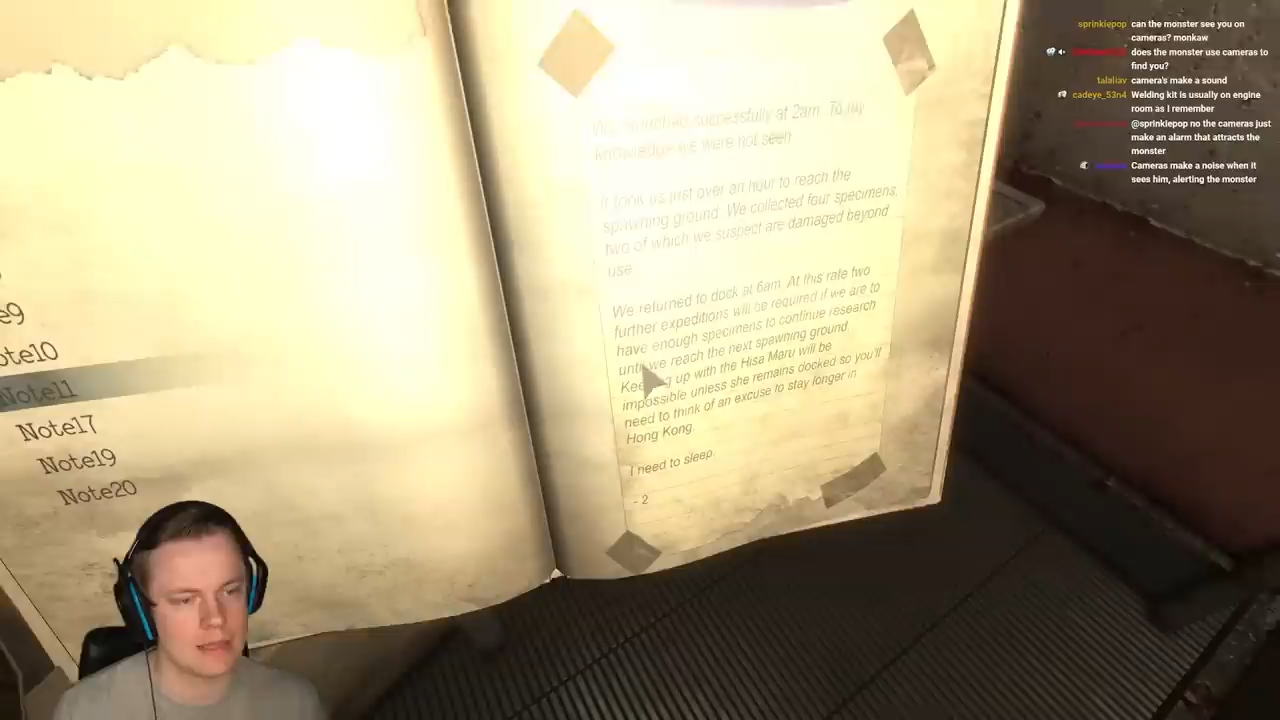 e9
ote10
Note11
Note17
Note19
Note20
launched successfully at 2am. To my
knowledge we were not seen
It took us just over an hour to reach the
spawning ground. We collected four specimens,
two of which we suspect are damaged beyond
use.
We returned to dock at 6am. At this rate two
further expeditions will be required if we are to
have enough specimens to continue research
until we reach the next spawning ground.
Kee g up with the Hisa Maru will be
impossible unless she remains docked so you'll
need to think of an excuse to stay longer in
Hong Kong.
I need to sleep.
- 2
sprinkiepop can the monster see you on
cameras? monkaw
does the monster use cameras to
find you?
talaliav camera's make a sound
cadeye_53n4 Welding kit is usually on engine
room as I remember
@sprinkiepop no the cameras just
make an alarm that attracts the
monster
Cameras make a noise when it
sees him, alerting the monster